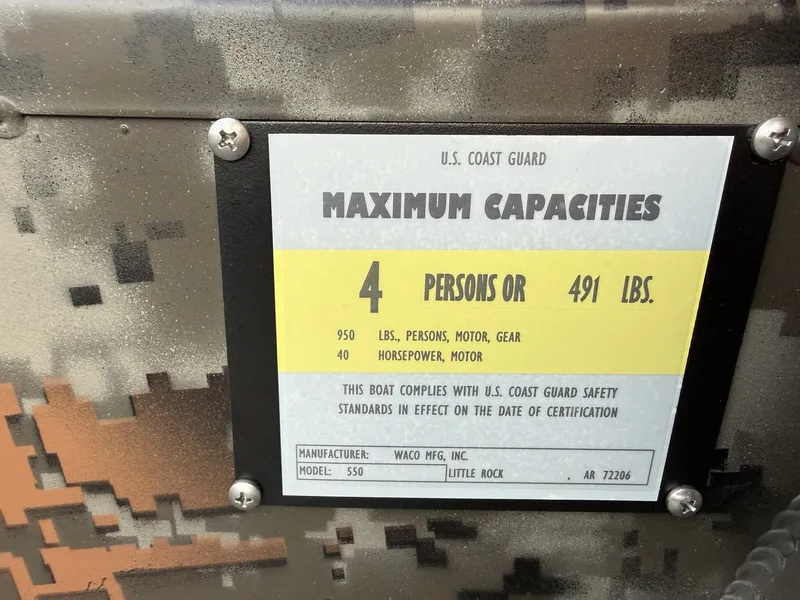 U.S. COAST GUARD
MAXIMUM CAPACITIES
4 PERSONS OR 491 LBS.
950 LBS., PERSONS, MOTOR, GEAR
40 HORSEPOWER, MOTOR
THIS BOAT COMPLIES WITH U.S. COAST GUARD SAFETY
STANDARDS IN EFFECT ON THE DATE OF CERTIFICATION
MANUFACTURER: WACO MFG, INC.
MODEL: 550 LITTLE ROCK , AR 72206